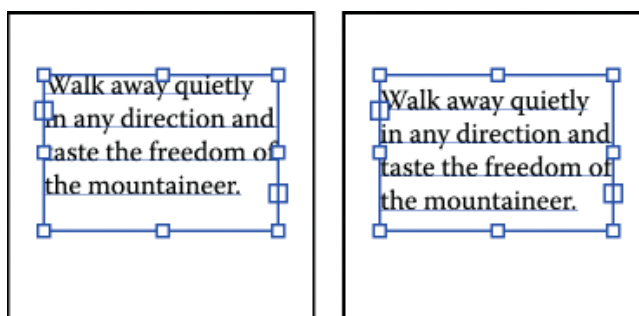 Walk away quietly
in any direction and
taste the freedom of
the mountaineer.
Walk away quietly
in any direction and
taste the freedom of
the mountaineer.